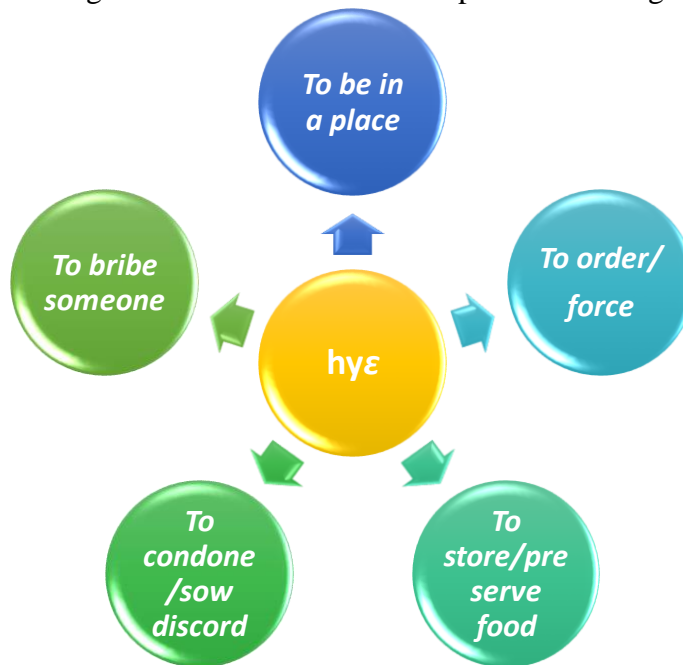 To be in
a place
To bribe
someone
To order/
force
hyɛ
To
condone
/sow
discord
To
store/pre
serve
food